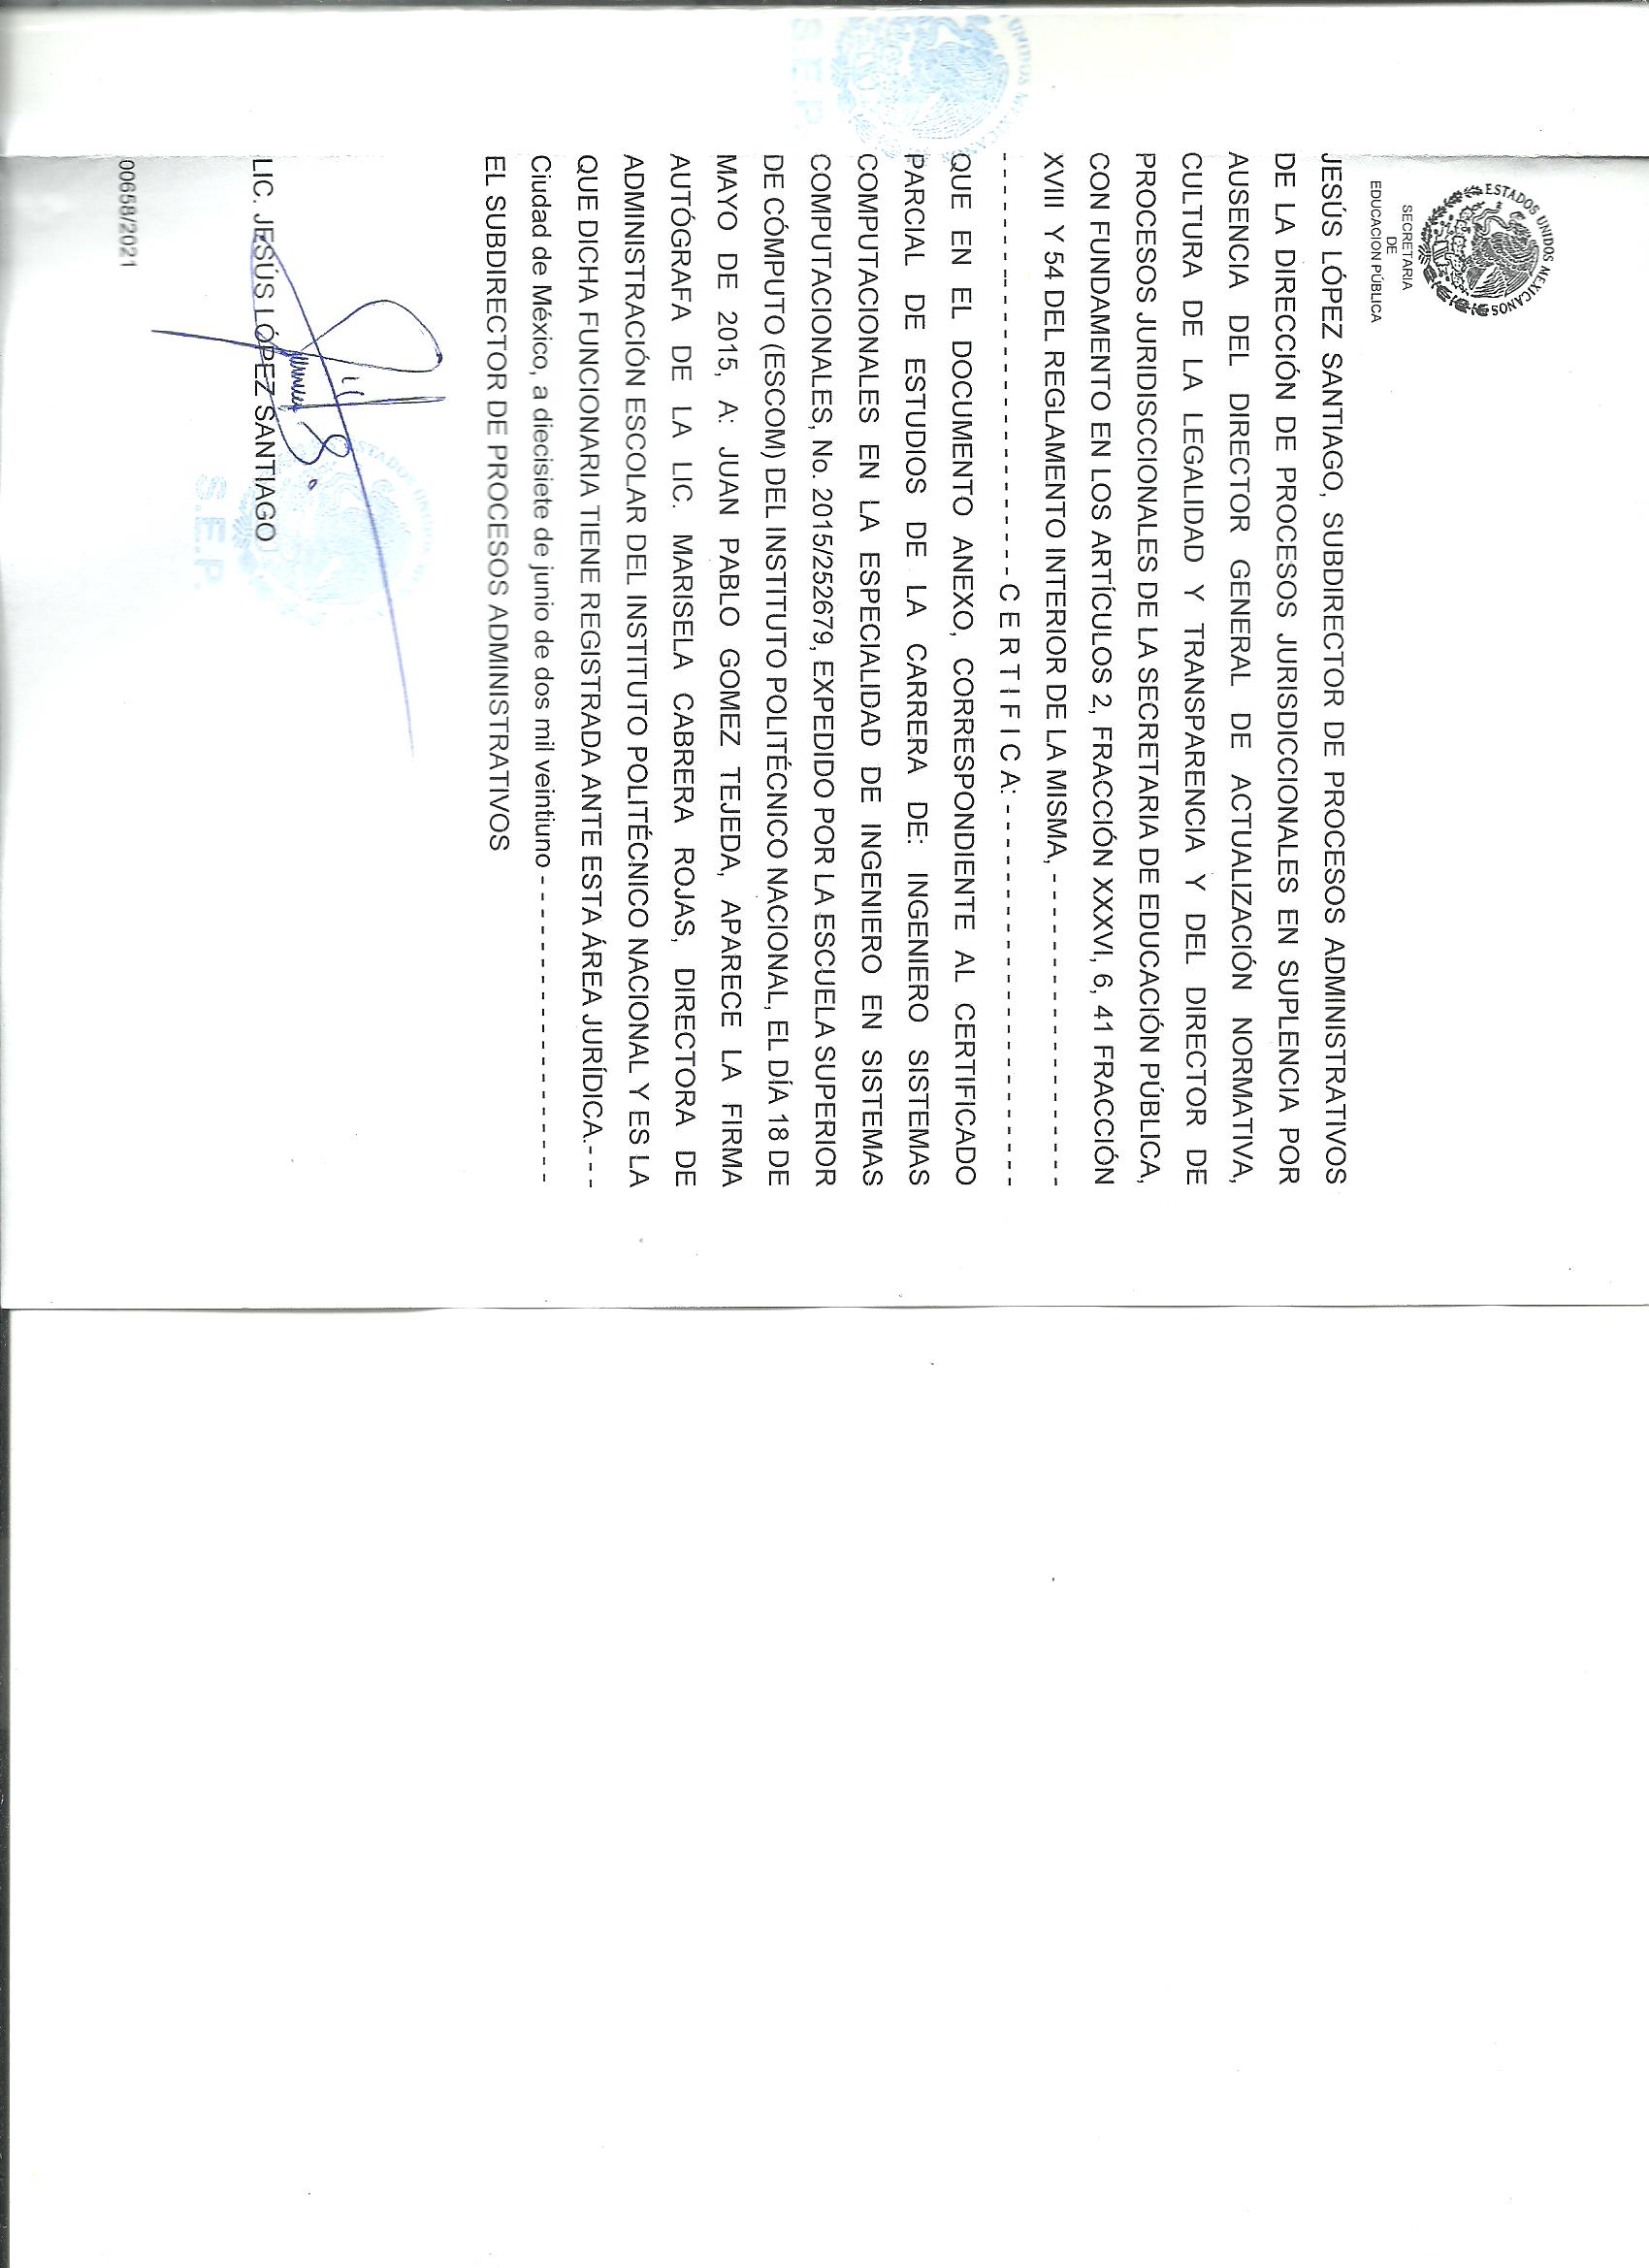 ESTADOS UNIDOS MEXICANOS
SECRETARIA
DE
EDUCACION PÚBLICA
JESÚS LÓPEZ SANTIAGO, SUBDIRECTOR DE PROCESOS ADMINISTRATIVOS
DE LA DIRECCIÓN DE PROCESOS JURISDICCIONALES EN SUPLENCIA POR
AUSENCIA DEL DIRECTOR GENERAL DE ACTUALIZACIÓN NORMATIVA,
CULTURA DE LA LEGALIDAD Y TRANSPARENCIA Y DEL DIRECTOR DE
PROCESOS JURIDISCCIONALES DE LA SECRETARIA DE EDUCACIÓN PÚBLICA,
CON FUNDAMENTO EN LOS ARTÍCULOS 2, FRACCIÓN XXXVI, 6, 41 FRACCIÓN
XVIII Y 54 DEL REGLAMENTO INTERIOR DE LA MISMA, - - - - - - - - - - - - - - - - - - -
- - - - - - - - - - - - - - - - - - - - - - - - - - C E R T I F I C A: - - - - - - - - - - - - - - - - - - - - - - -
QUE EN EL DOCUMENTO ANEXO, CORRESPONDIENTE AL CERTIFICADO
PARCIAL DE ESTUDIOS DE LA CARRERA DE: INGENIERO SISTEMAS
COMPUTACIONALES EN LA ESPECIALIDAD DE INGENIERO EN SISTEMAS
COMPUTACIONALES, No. 2015/252679, EXPEDIDO POR LA ESCUELA SUPERIOR
DE CÓMPUTO (ESCOM) DEL INSTITUTO POLITÉCNICO NACIONAL, EL DÍA 18 DE
MAYO DE 2015, A: JUAN PABLO GOMEZ TEJEDA, APARECE LA FIRMA
AUTÓGRAFA DE LA LIC. MARISELA CABRERA ROJAS, DIRECTORA DE
ADMINISTRACIÓN ESCOLAR DEL INSTITUTO POLITÉCNICO NACIONAL Y ES LA
QUE DICHA FUNCIONARIA TIENE REGISTRADA ANTE ESTA ÁREA JURÍDICA.- - -
Ciudad de México, a diecisiete de junio de dos mil veintiuno - - - - - - - - - - - - - - - - - - -
EL SUBDIRECTOR DE PROCESOS ADMINISTRATIVOS
LIC. JESÚS LÓPEZ SANTIAGO
S.E.P.
00658/2021
UNIDOS
S.E.P.